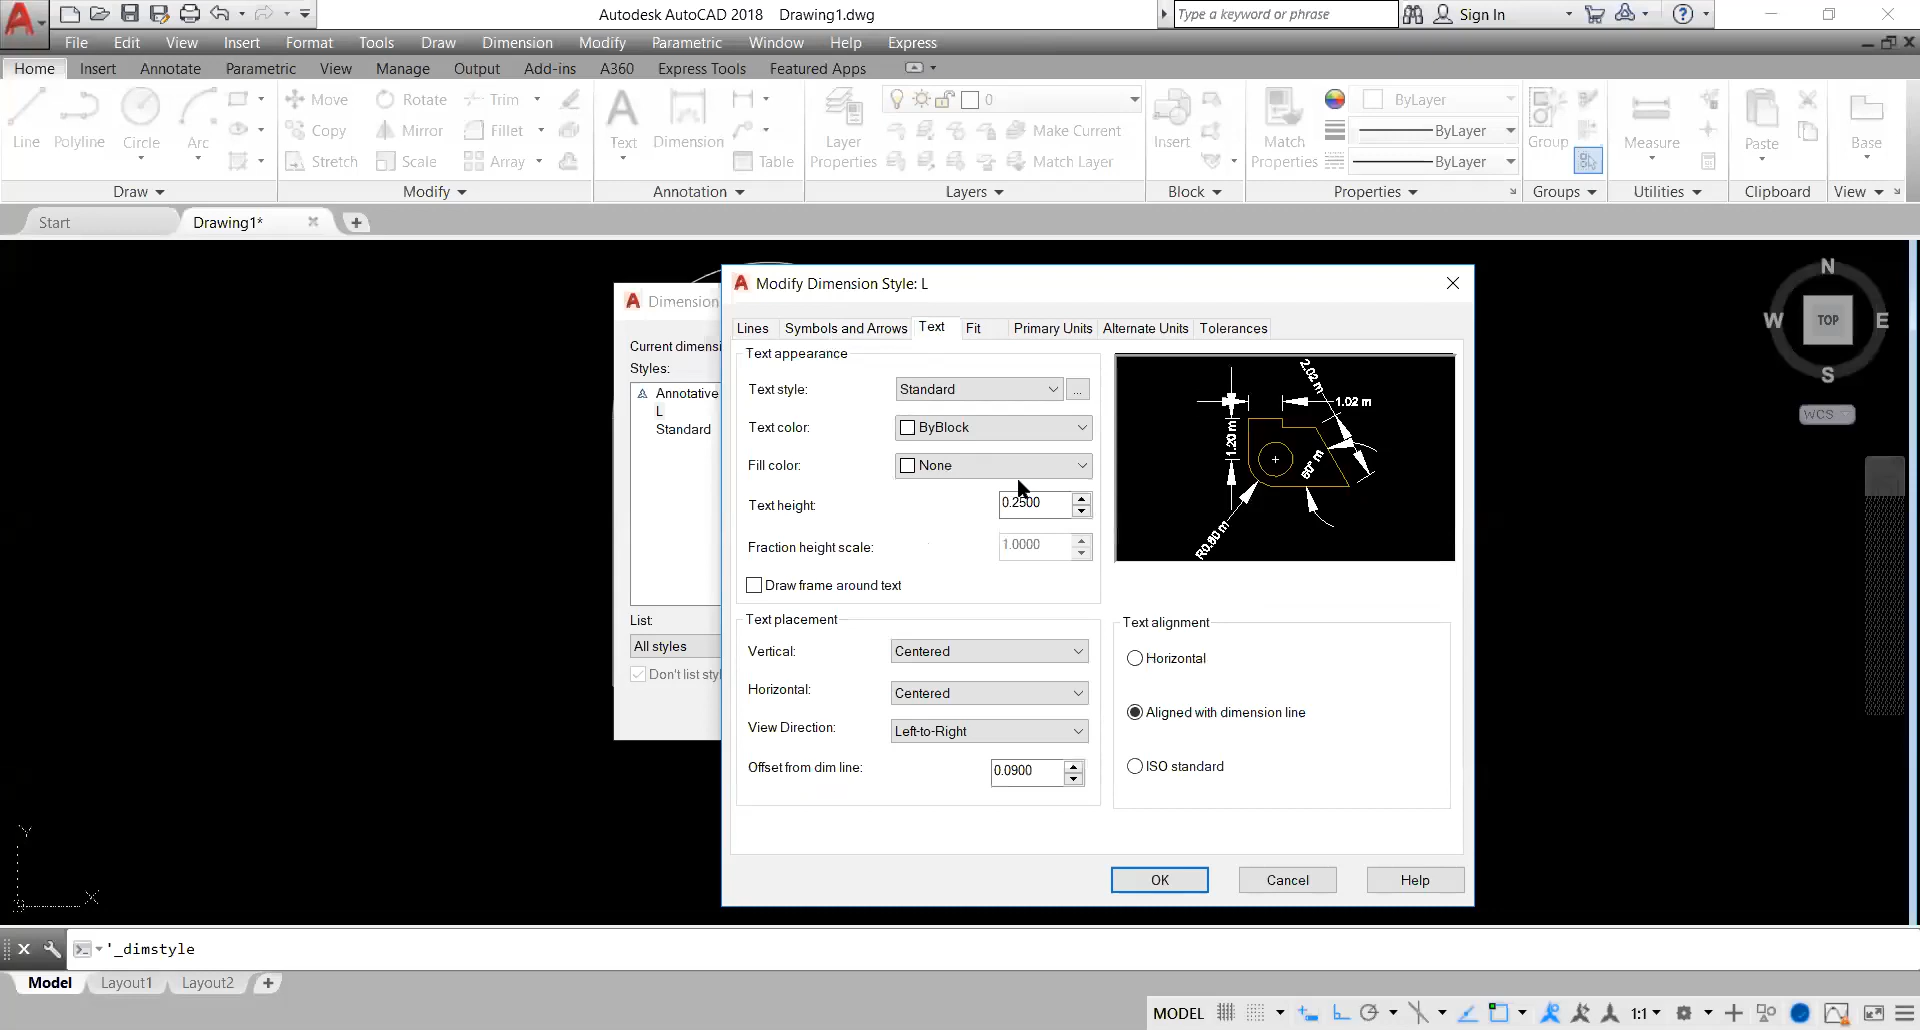 Autodesk AutoCAD 2018 Drawing1.dwg
Type a keyword or phrase
Sign In
File Edit View Insert Format Tools Draw Dimension Modify Parametric Window Help Express
Home Insert Annotate Parametric View Manage Output Add-ins A360 Express Tools Featured Apps
Line Polyline Circle Arc
Move Rotate Trim
Copy Mirror Fillet
Stretch Scale Array
Text Dimension
Table
Layer Properties
0
Make Current
Match Layer
Insert
Match Properties
ByLayer
ByLayer
ByLayer
Group
Measure
Paste
Base
Draw Modify Annotation Layers Block Properties Groups Utilities Clipboard View
Start Drawing1*
Dimension
Current dimensi
Styles:
Annotative
L
Standard
List:
All styles
Don't list styl
Modify Dimension Style: L
Lines Symbols and Arrows Text Fit Primary Units Alternate Units Tolerances
Text appearance
Text style: Standard ...
Text color: ByBlock
Fill color: None
Text height: 0.2500
Fraction height scale: 1.0000
Draw frame around text
Text placement
Vertical: Centered
Horizontal: Centered
View Direction: Left-to-Right
Offset from dim line: 0.0900
2.02 m
1.02 m
1.20 m
60° m
R0.80 m
Text alignment
Horizontal
Aligned with dimension line
ISO standard
OK Cancel Help
N
W TOP E
S
WCS
Y
X
'_dimstyle
Model Layout1 Layout2
MODEL 1:1